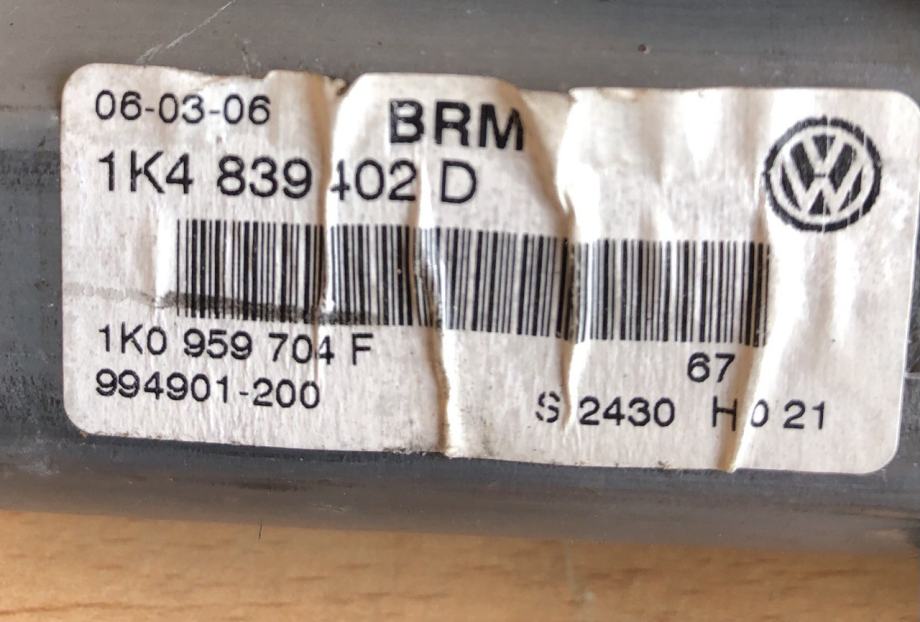 06-03-06
BRM
1K4 839 402 D
1K0 959 704 F
67
994901-200
S 2430 H 0 21